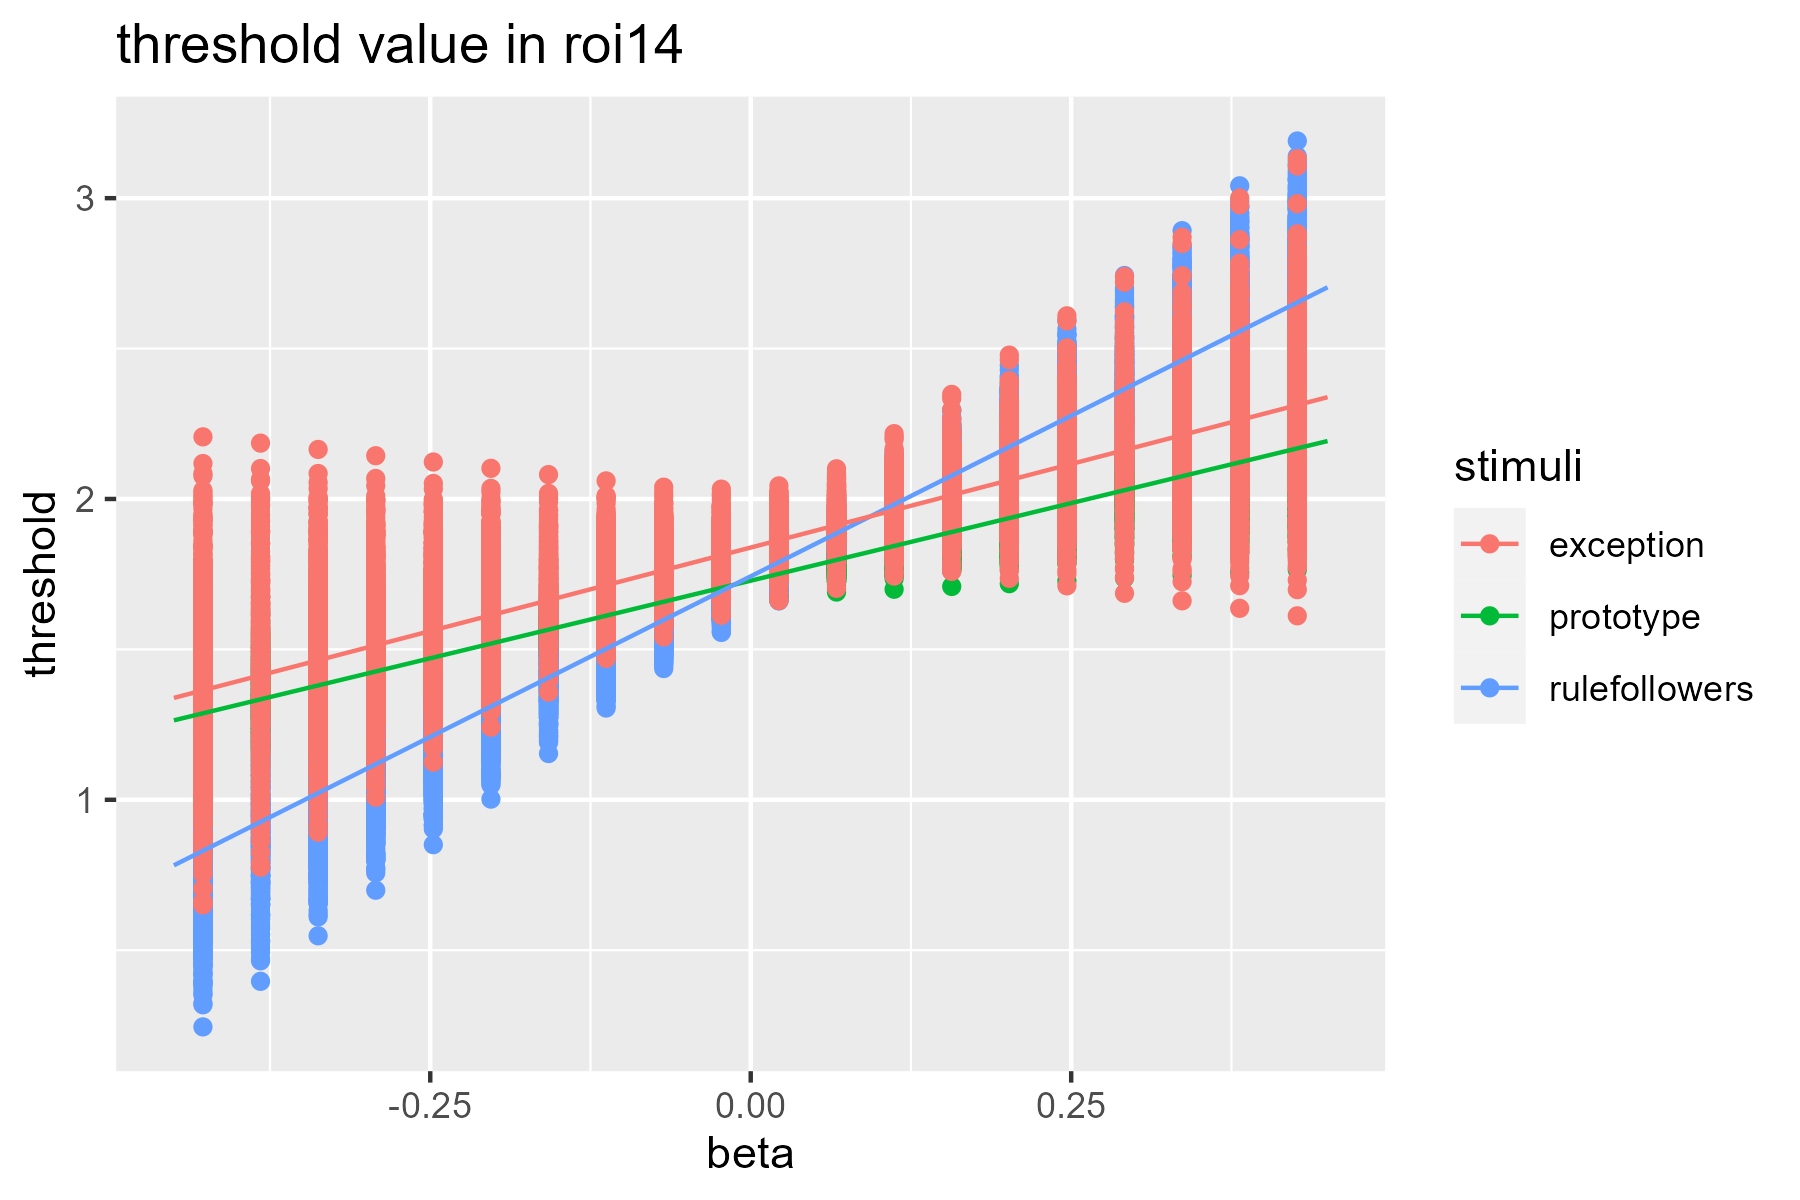 threshold value in roi14
threshold
3
2
1
-0.25
0.00
0.25
beta
stimuli
exception
prototype
rulefollowers